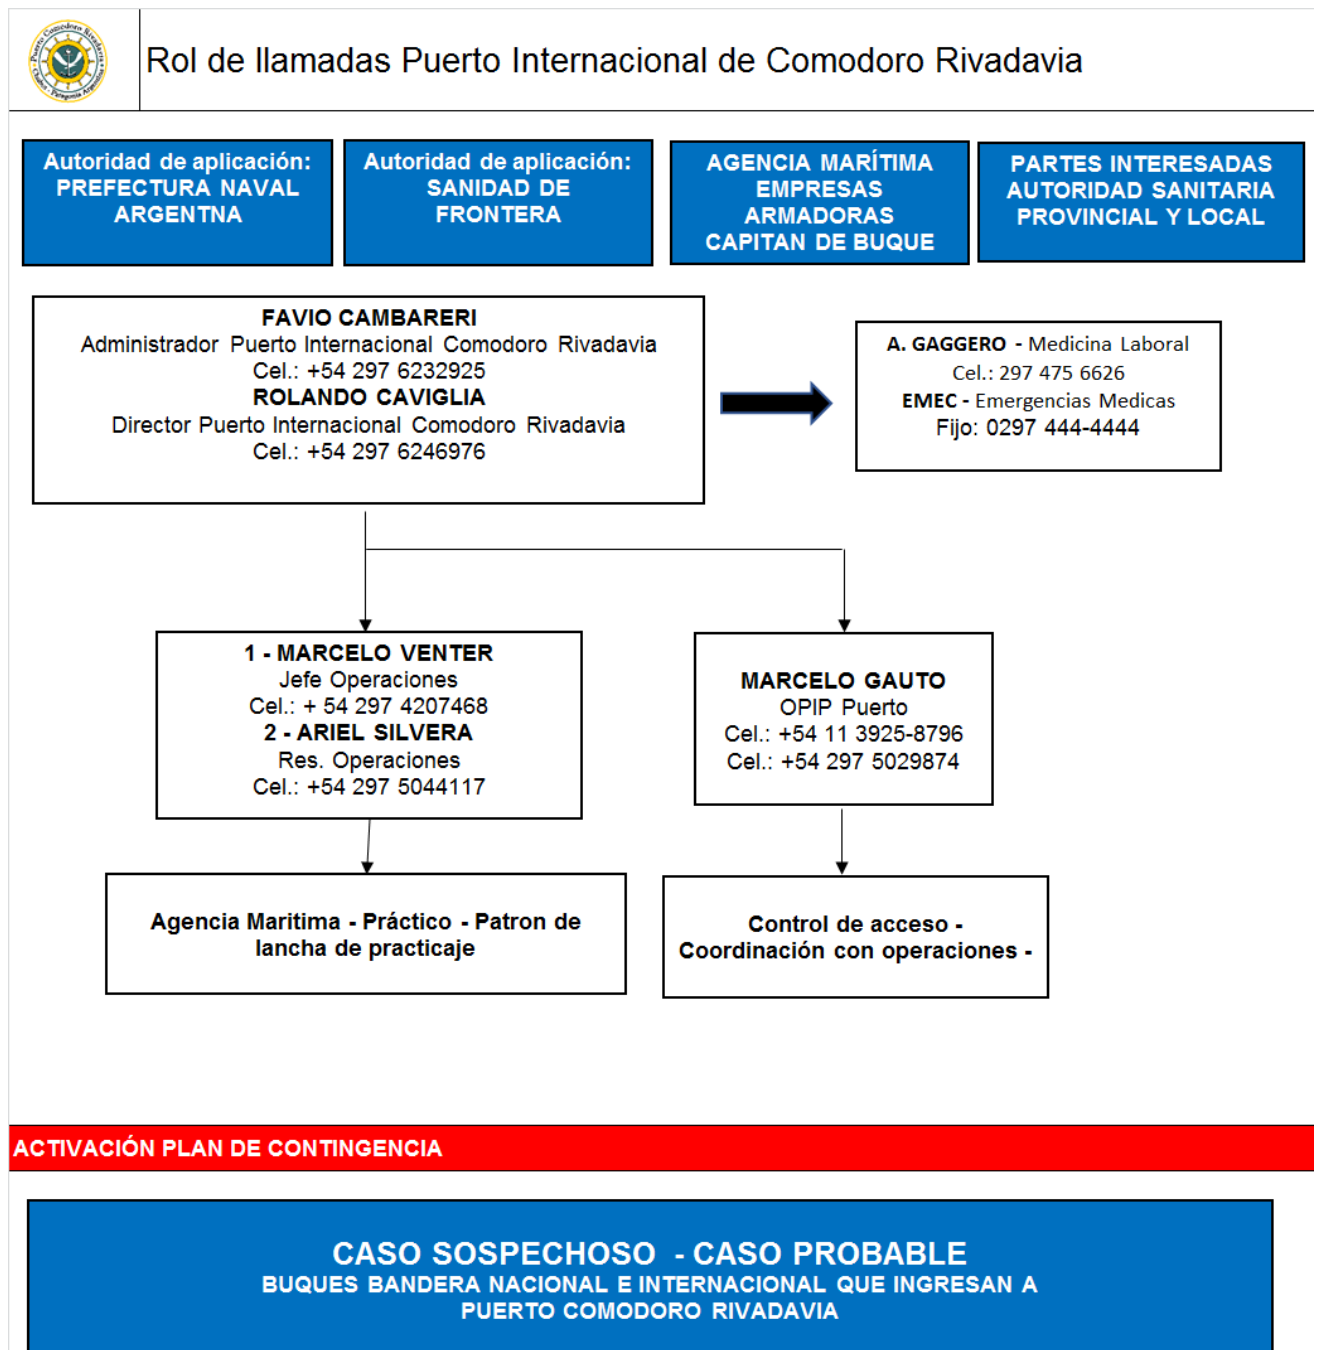 Puerto Comodoro Rivadavia
Chubut - Patagonia Argentina
Rol de llamadas Puerto Internacional de Comodoro Rivadavia
Autoridad de aplicación:
PREFECTURA NAVAL
ARGENTNA
Autoridad de aplicación:
SANIDAD DE
FRONTERA
AGENCIA MARÍTIMA
EMPRESAS
ARMADORAS
CAPITAN DE BUQUE
PARTES INTERESADAS
AUTORIDAD SANITARIA
PROVINCIAL Y LOCAL
FAVIO CAMBARERI
Administrador Puerto Internacional Comodoro Rivadavia
Cel.: +54 297 6232925
ROLANDO CAVIGLIA
Director Puerto Internacional Comodoro Rivadavia
Cel.: +54 297 6246976
A. GAGGERO - Medicina Laboral
Cel.: 297 475 6626
EMEC - Emergencias Medicas
Fijo: 0297 444-4444
1 - MARCELO VENTER
Jefe Operaciones
Cel.: + 54 297 4207468
2 - ARIEL SILVERA
Res. Operaciones
Cel.: +54 297 5044117
MARCELO GAUTO
OPIP Puerto
Cel.: +54 11 3925-8796
Cel.: +54 297 5029874
Agencia Maritima - Práctico - Patron de
lancha de practicaje
Control de acceso -
Coordinación con operaciones -
ACTIVACIÓN PLAN DE CONTINGENCIA
CASO SOSPECHOSO - CASO PROBABLE
BUQUES BANDERA NACIONAL E INTERNACIONAL QUE INGRESAN A
PUERTO COMODORO RIVADAVIA